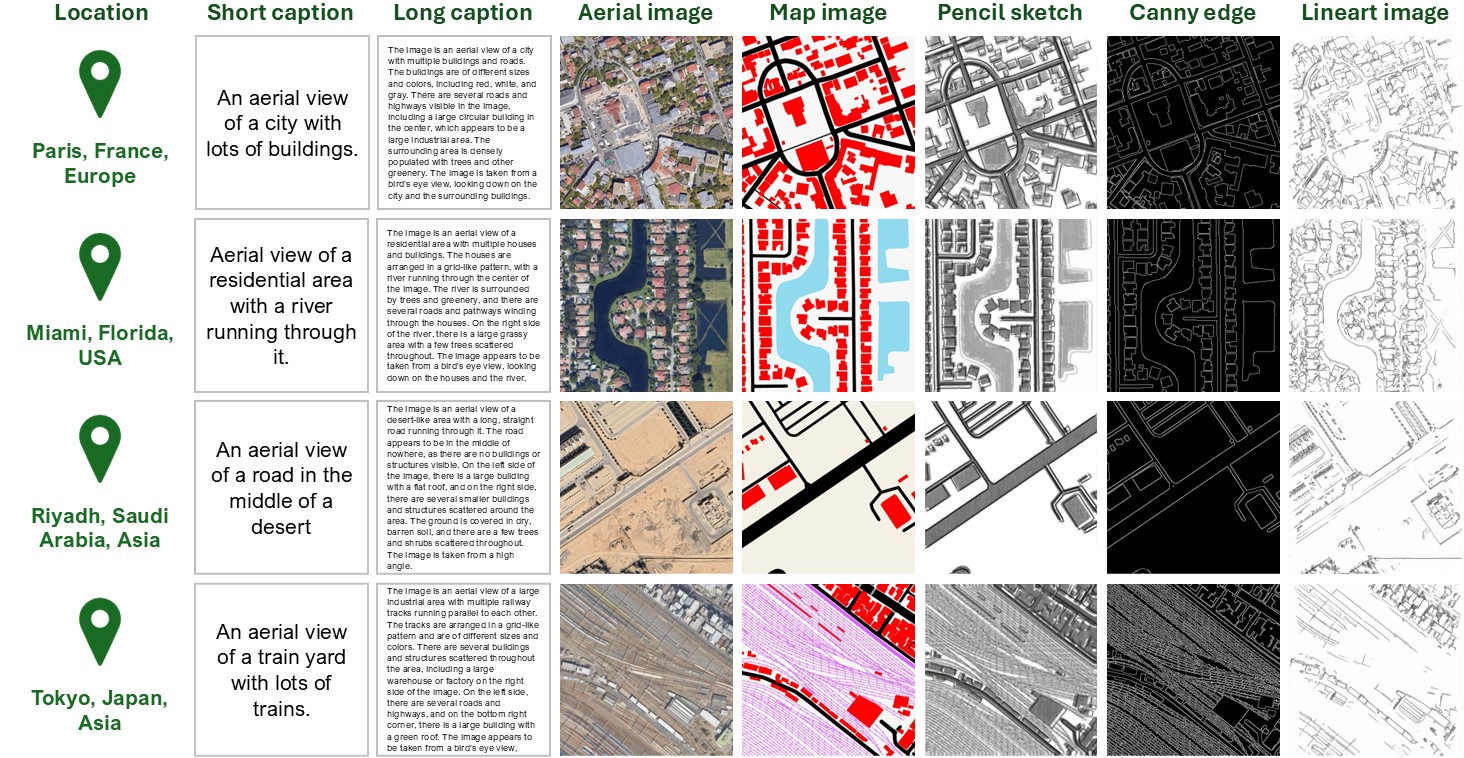 Location Short caption Long caption Aerial image Map image Pencil sketch Canny edge Lineart image
Paris, France,
Europe
An aerial view
of a city with
lots of buildings.
The image is an aerial view of a city
with multiple buildings and roads.
The buildings are of different sizes
and colors, including red, white, and
gray. There are several roads and
highways visible in the image,
including a large circular building in
the center, which appears to be a
large industrial area. The
surrounding area is densely
populated with trees and other
greenery. The image is taken from a
bird's eye view, looking down on the
city and the surrounding buildings.
Miami, Florida,
USA
Aerial view of a
residential area
with a river
running through
it.
The image is an aerial view of a
residential area with multiple houses
and buildings. The houses are
arranged in a grid-like pattern, with a
river running through the center of
the image. The river is surrounded
by trees and greenery, and there are
several roads and pathways winding
through the houses. On the right side
of the river, there is a large grassy
area with a few trees scattered
throughout. The image appears to be
taken from a bird's eye view, looking
down on the houses and the river.
Riyadh, Saudi
Arabia, Asia
An aerial view
of a road in the
middle of a
desert
The image is an aerial view of a
desert-like area with a long, straight
road running through it. The road
appears to be in the middle of
nowhere, as there are no buildings or
structures visible. On the left side of
the image, there is a large building
with a flat roof, and on the right side,
there are several smaller buildings
and structures scattered around the
area. The ground is covered in dry,
barren soil, and there are a few trees
and shrubs scattered throughout.
The image is taken from a high
angle.
Tokyo, Japan,
Asia
An aerial view
of a train yard
with lots of
trains.
The image is an aerial view of a large
industrial area with multiple railway
tracks running parallel to each other.
The tracks are arranged in a grid-like
pattern and are of different sizes and
colors. There are several buildings
and structures scattered throughout
the area, including a large
warehouse or factory on the right
side of the image. On the left side,
there are several roads and
highways, and on the bottom right
corner, there is a large building with
a green roof. The image appears to
be taken from a bird's eye view,